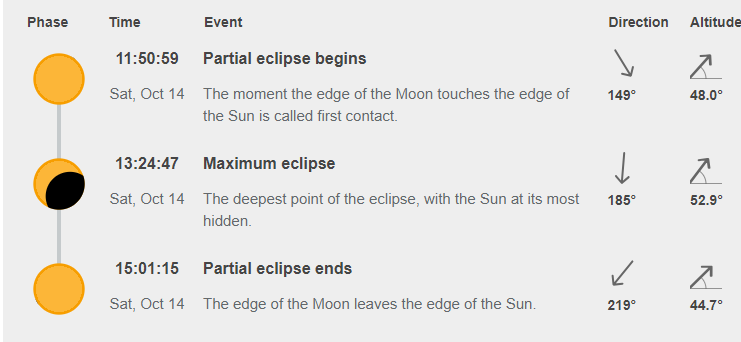 Phase Time Event Direction Altitude
11:50:59 Partial eclipse begins
Sat, Oct 14 The moment the edge of the Moon touches the edge of 149° 48.0°
the Sun is called first contact.
13:24:47 Maximum eclipse
Sat, Oct 14 The deepest point of the eclipse, with the Sun at its most 185° 52.9°
hidden.
15:01:15 Partial eclipse ends
Sat, Oct 14 The edge of the Moon leaves the edge of the Sun. 219° 44.7°